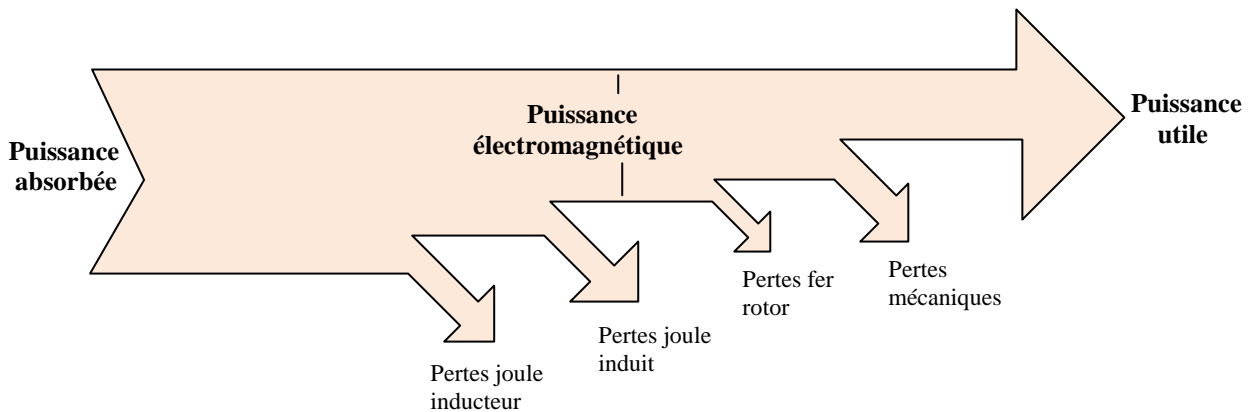 Puissance
absorbée
Puissance
électromagnétique
Puissance
utile
Pertes joule
inducteur
Pertes joule
induit
Pertes fer
rotor
Pertes
mécaniques